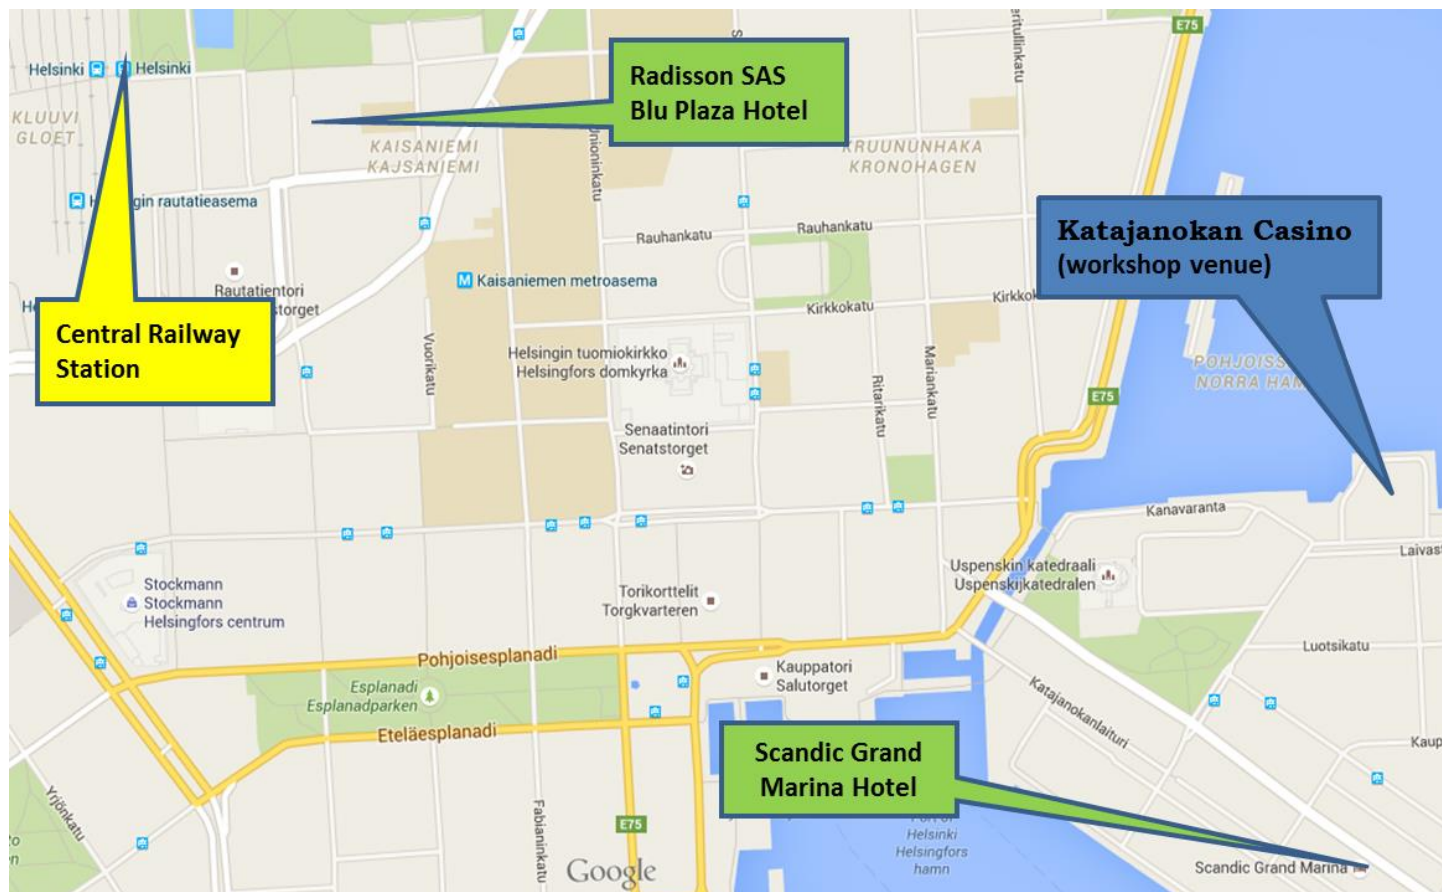 E75
Helsinki
Helsinki
KLUUVI
GLOET
Radisson SAS
Blu Plaza Hotel
Unioninkatu
KAISANIEMI
KAJSANIEMI
KRUUNUNHAKA
KRONOHAGEN
Rauhankatu
Rauhankatu
Katajanokan Casino
(workshop venue)
M
Kaisaniemen metroasema
Rautatientori
Central Railway
Station
Kirkkokatu
Vuorikatu
Helsingin tuomiokirkko
Helsingfors domkyrka
Ritarikatu
Mariankatu
NORRA
E75
Senaatintori
Senatstorget
Kanavaranta
Uspenskin katedraali
Uspenskijkatedralen
Stockmann
Stockmann
Helsingfors centrum
Torikorttelit
Torgkvarteren
Luotsikatu
Pohjoisesplanadi
Esplanadi
Esplanadparken
Kauppatori
Salutorget
Katajanokanlaituri
Eteläesplanadi
Scandic Grand
Marina Hotel
Yrjönkatu
Fabianinkatu
E75
Helsinki
Helsingfors
hamn
Google
Scandic Grand Marina